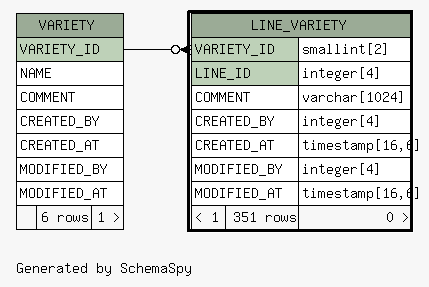 VARIETY
VARIETY_ID
NAME
COMMENT
CREATED_BY
CREATED_AT
MODIFIED_BY
MODIFIED_AT
6 rows 1 >
LINE_VARIETY
VARIETY_ID smallint[2]
LINE_ID integer[4]
COMMENT varchar[1024]
CREATED_BY integer[4]
CREATED_AT timestamp[16,6]
MODIFIED_BY integer[4]
MODIFIED_AT timestamp[16,6]
< 1 351 rows 0 >
Generated by SchemaSpy